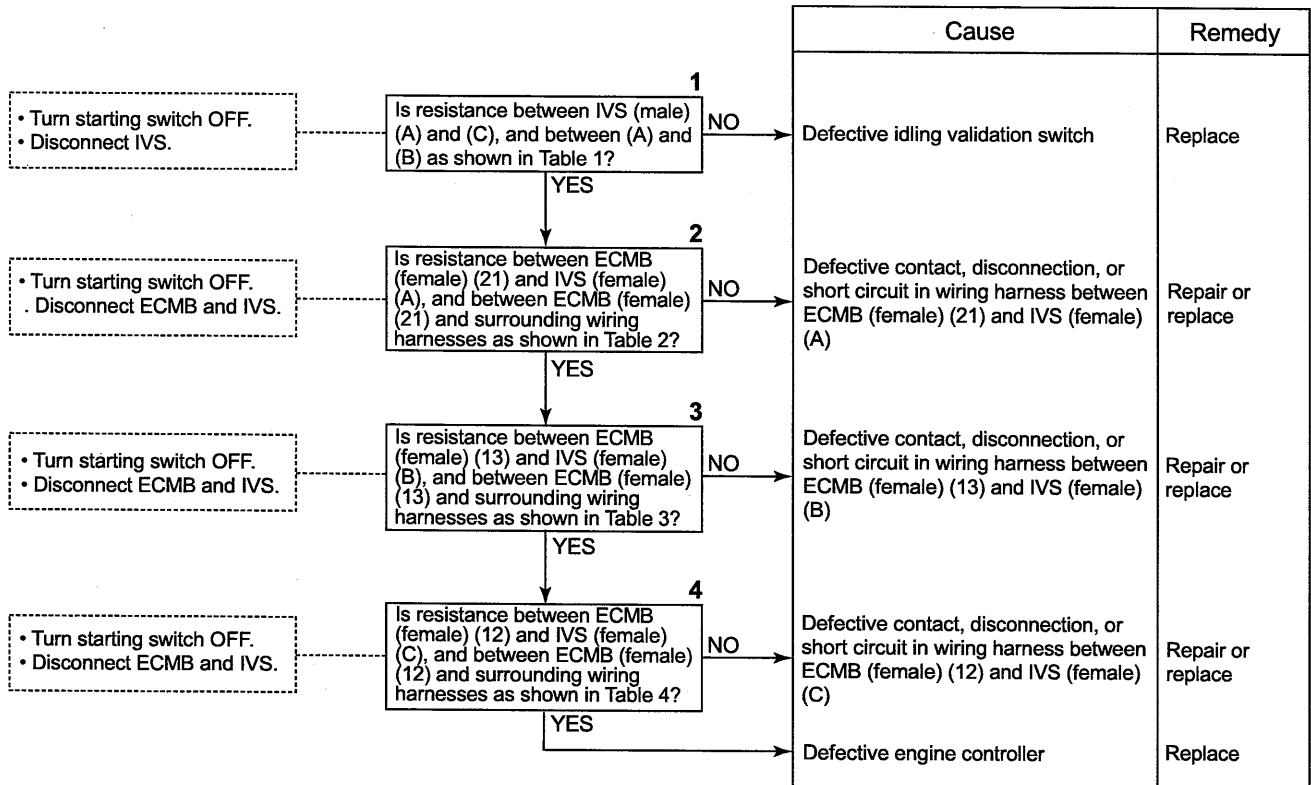 Cause
Remedy
• Turn starting switch OFF.
• Disconnect IVS.
1
Is resistance between IVS (male)
(A) and (C), and between (A) and
(B) as shown in Table 1?
NO
Defective idling validation switch
Replace
YES
• Turn starting switch OFF.
. Disconnect ECMB and IVS.
2
Is resistance between ECMB
(female) (21) and IVS (female)
(A), and between ECMB (female)
(21) and surrounding wiring
harnesses as shown in Table 2?
NO
Defective contact, disconnection, or
short circuit in wiring harness between
ECMB (female) (21) and IVS (female)
(A)
Repair or
replace
YES
• Turn starting switch OFF.
• Disconnect ECMB and IVS.
3
Is resistance between ECMB
(female) (13) and IVS (female)
(B), and between ECMB (female)
(13) and surrounding wiring
harnesses as shown in Table 3?
NO
Defective contact, disconnection, or
short circuit in wiring harness between
ECMB (female) (13) and IVS (female)
(B)
Repair or
replace
YES
• Turn starting switch OFF.
• Disconnect ECMB and IVS.
4
Is resistance between ECMB
(female) (12) and IVS (female)
(C), and between ECMB (female)
(12) and surrounding wiring
harnesses as shown in Table 4?
NO
Defective contact, disconnection, or
short circuit in wiring harness between
ECMB (female) (12) and IVS (female)
(C)
Repair or
replace
YES
Defective engine controller
Replace